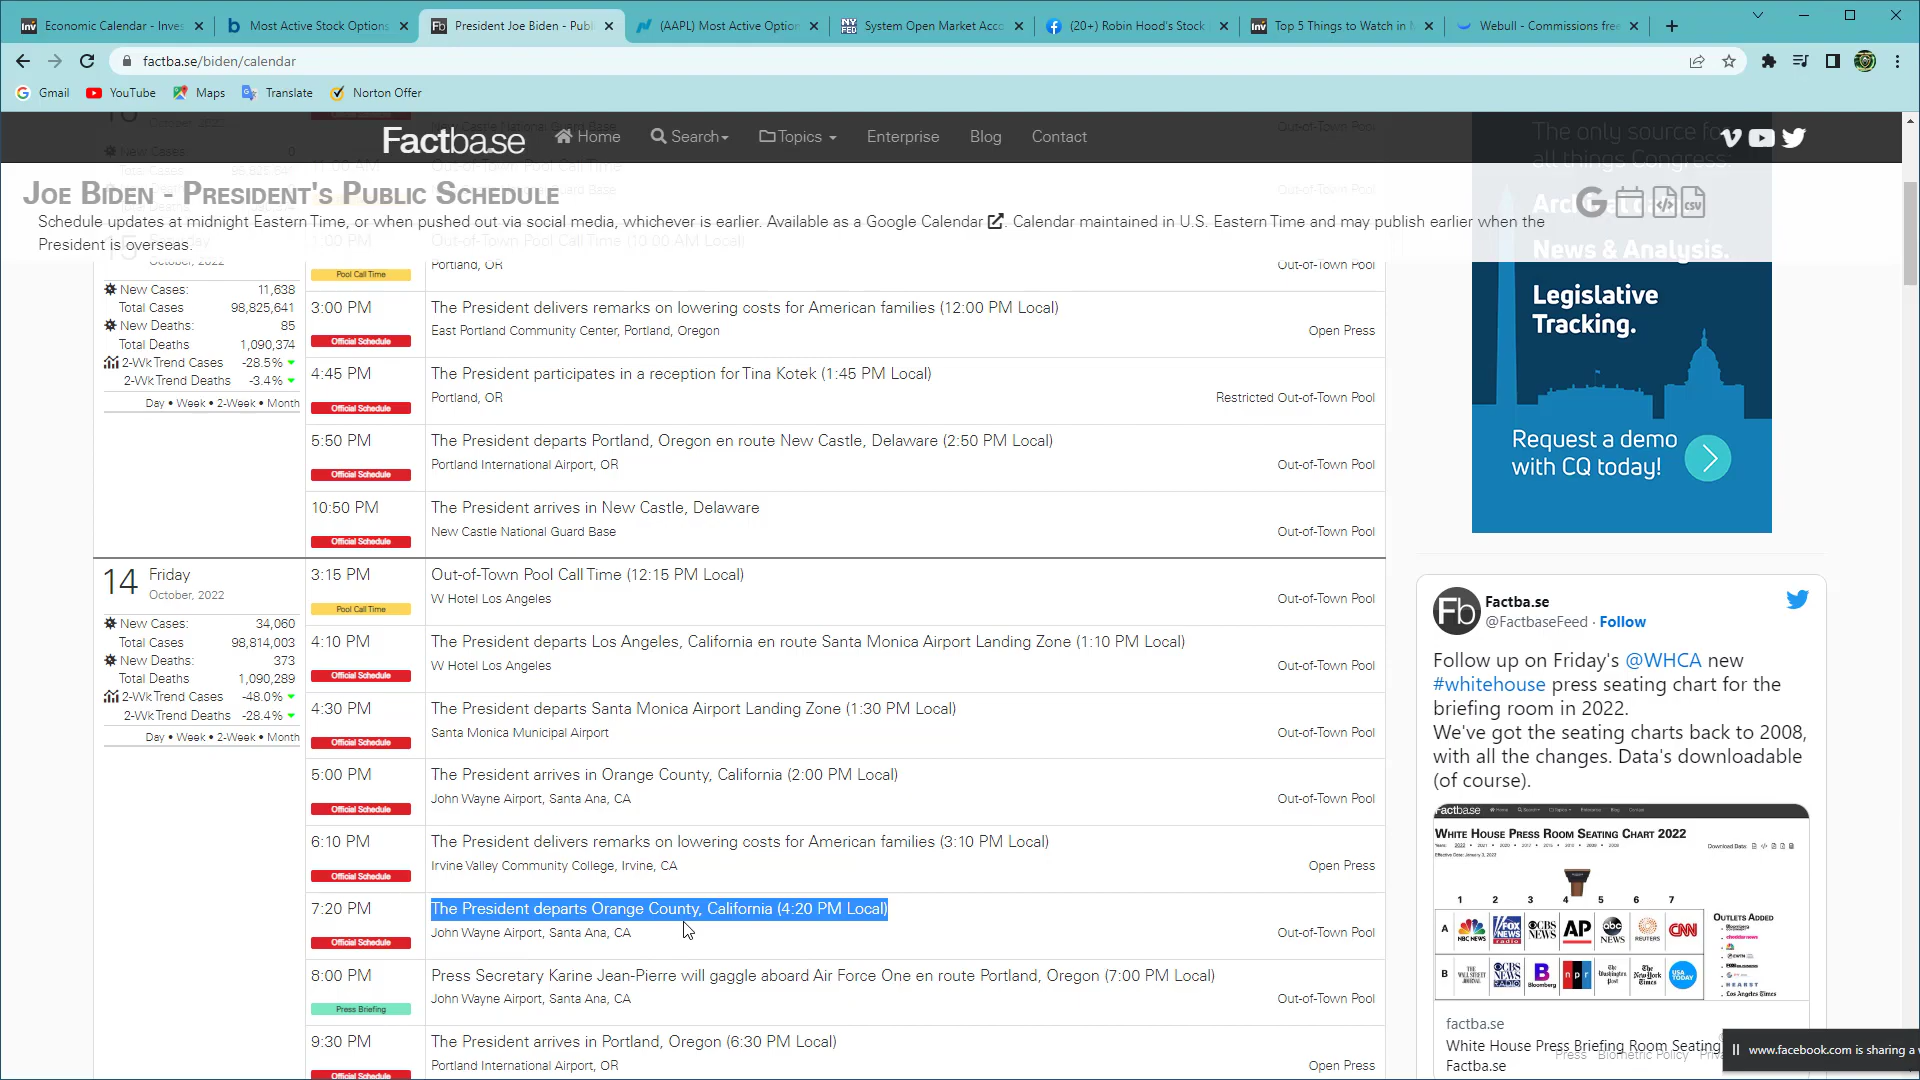 Economic Calendar - Inves
Most Active Stock Options
President Joe Biden - Publ
(AAPL) Most Active Option
System Open Market Acco
(20+) Robin Hood's Stock
Top 5 Things to Watch in
Webull - Commissions free
factba.se/biden/calendar
Gmail
YouTube
Maps
Translate
Norton Offer
Factbase
Home
Search
Topics
Enterprise
Blog
Contact
Joe Biden - President's Public Schedule
Schedule updates at midnight Eastern Time, or when pushed out via social media, whichever is earlier. Available as a Google Calendar. Calendar maintained in U.S. Eastern Time and may publish earlier when the
President is overseas.
New Cases: 11,638
Total Cases 98,825,641
New Deaths: 85
Total Deaths 1,090,374
2-Wk Trend Cases -28.5%
2-Wk Trend Deaths -3.4%
Day • Week • 2-Week • Month
Pool Call Time
Portland, OR Out-of-Town Pool
3:00 PM The President delivers remarks on lowering costs for American families (12:00 PM Local)
East Portland Community Center, Portland, Oregon Open Press
Official Schedule
4:45 PM The President participates in a reception for Tina Kotek (1:45 PM Local)
Portland, OR Restricted Out-of-Town Pool
Official Schedule
5:50 PM The President departs Portland, Oregon en route New Castle, Delaware (2:50 PM Local)
Portland International Airport, OR Out-of-Town Pool
Official Schedule
10:50 PM The President arrives in New Castle, Delaware
New Castle National Guard Base Out-of-Town Pool
Official Schedule
14 Friday
October, 2022
New Cases: 34,060
Total Cases 98,814,003
New Deaths: 373
Total Deaths 1,090,289
2-Wk Trend Cases -48.0%
2-Wk Trend Deaths -28.4%
Day • Week • 2-Week • Month
3:15 PM Out-of-Town Pool Call Time (12:15 PM Local)
W Hotel Los Angeles Out-of-Town Pool
Pool Call Time
4:10 PM The President departs Los Angeles, California en route Santa Monica Airport Landing Zone (1:10 PM Local)
W Hotel Los Angeles Out-of-Town Pool
Official Schedule
4:30 PM The President departs Santa Monica Airport Landing Zone (1:30 PM Local)
Santa Monica Municipal Airport Out-of-Town Pool
Official Schedule
5:00 PM The President arrives in Orange County, California (2:00 PM Local)
John Wayne Airport, Santa Ana, CA Out-of-Town Pool
Official Schedule
6:10 PM The President delivers remarks on lowering costs for American families (3:10 PM Local)
Irvine Valley Community College, Irvine, CA Open Press
Official Schedule
7:20 PM The President departs Orange County, California (4:20 PM Local)
John Wayne Airport, Santa Ana, CA Out-of-Town Pool
Official Schedule
8:00 PM Press Secretary Karine Jean-Pierre will gaggle aboard Air Force One en route Portland, Oregon (7:00 PM Local)
John Wayne Airport, Santa Ana, CA Out-of-Town Pool
Press Briefing
9:30 PM The President arrives in Portland, Oregon (6:30 PM Local)
Portland International Airport, OR Open Press
Official Schedule
The only source for
all things Congress.
News & Analysis.
Legislative
Tracking.
Request a demo
with CQ today!
Factba.se
@FactbaseFeed · Follow
Follow up on Friday's @WHCA new
#whitehouse press seating chart for the
briefing room in 2022.
We've got the seating charts back to 2008,
with all the changes. Data's downloadable
(of course).
White House Press Room Seating Chart 2022
1 2 3 4 5 6 7
Outlets Added
factba.se
White House Press Briefing Room Seating
Factba.se
www.facebook.com is sharing a